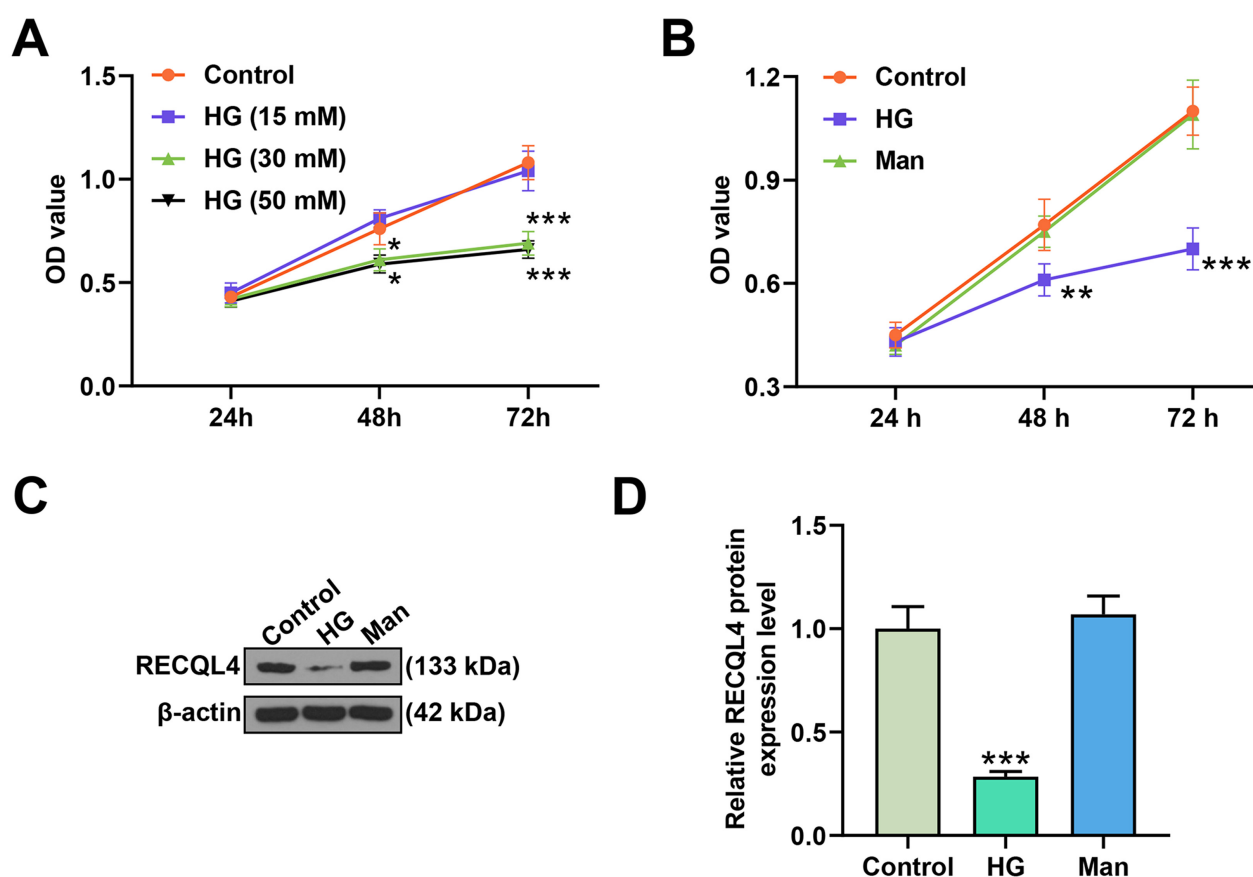 A
Control
HG (15 mM)
HG (30 mM)
HG (50 mM)
OD value
1.5
1.0
0.5
0.0
*
*
***
***
24h
48h
72h
B
Control
HG
Man
OD value
1.2
0.9
0.6
0.3
**
***
24 h
48 h
72 h
C
Control
HG
Man
RECQL4
(133 kDa)
β-actin
(42 kDa)
D
Relative RECQL4 protein
expression level
1.5
1.0
0.5
0.0
***
Control
HG
Man